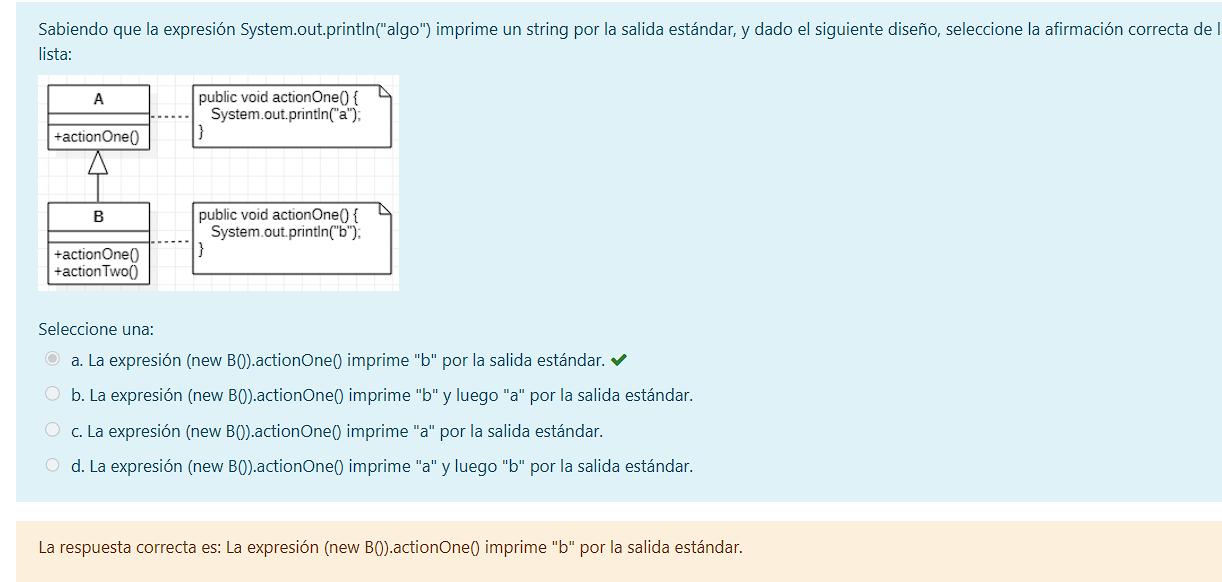 Sabiendo que la expresión System.out.println("algo") imprime un string por la salida estándar, y dado el siguiente diseño, seleccione la afirmación correcta de
lista:
A
+actionOne()
public void actionOne() {
System.out.println("a");
}
B
+actionOne()
+actionTwo()
public void actionOne() {
System.out.println("b");
}
Seleccione una:
a. La expresión (new B()).actionOne() imprime "b" por la salida estándar.
b. La expresión (new B()).actionOne() imprime "b" y luego "a" por la salida estándar.
c. La expresión (new B()).actionOne() imprime "a" por la salida estándar.
d. La expresión (new B()).actionOne() imprime "a" y luego "b" por la salida estándar.
La respuesta correcta es: La expresión (new B()).actionOne() imprime "b" por la salida estándar.